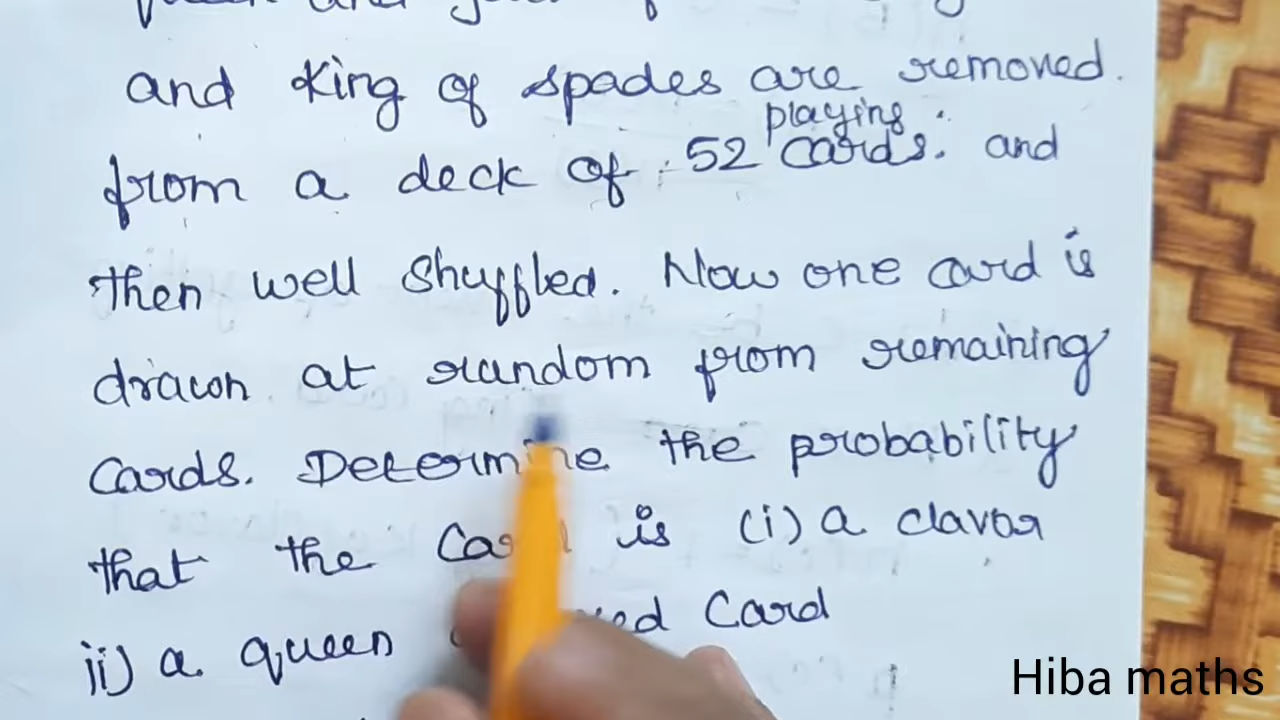 and King of spades are removed.
playing
from a deck of 52 cards. and
then well shuffled. Now one card is
drawn at random from remaining
Cards. Determine the probability
that the Card is (i) a clavor
ii) a queen red Card
Hiba maths